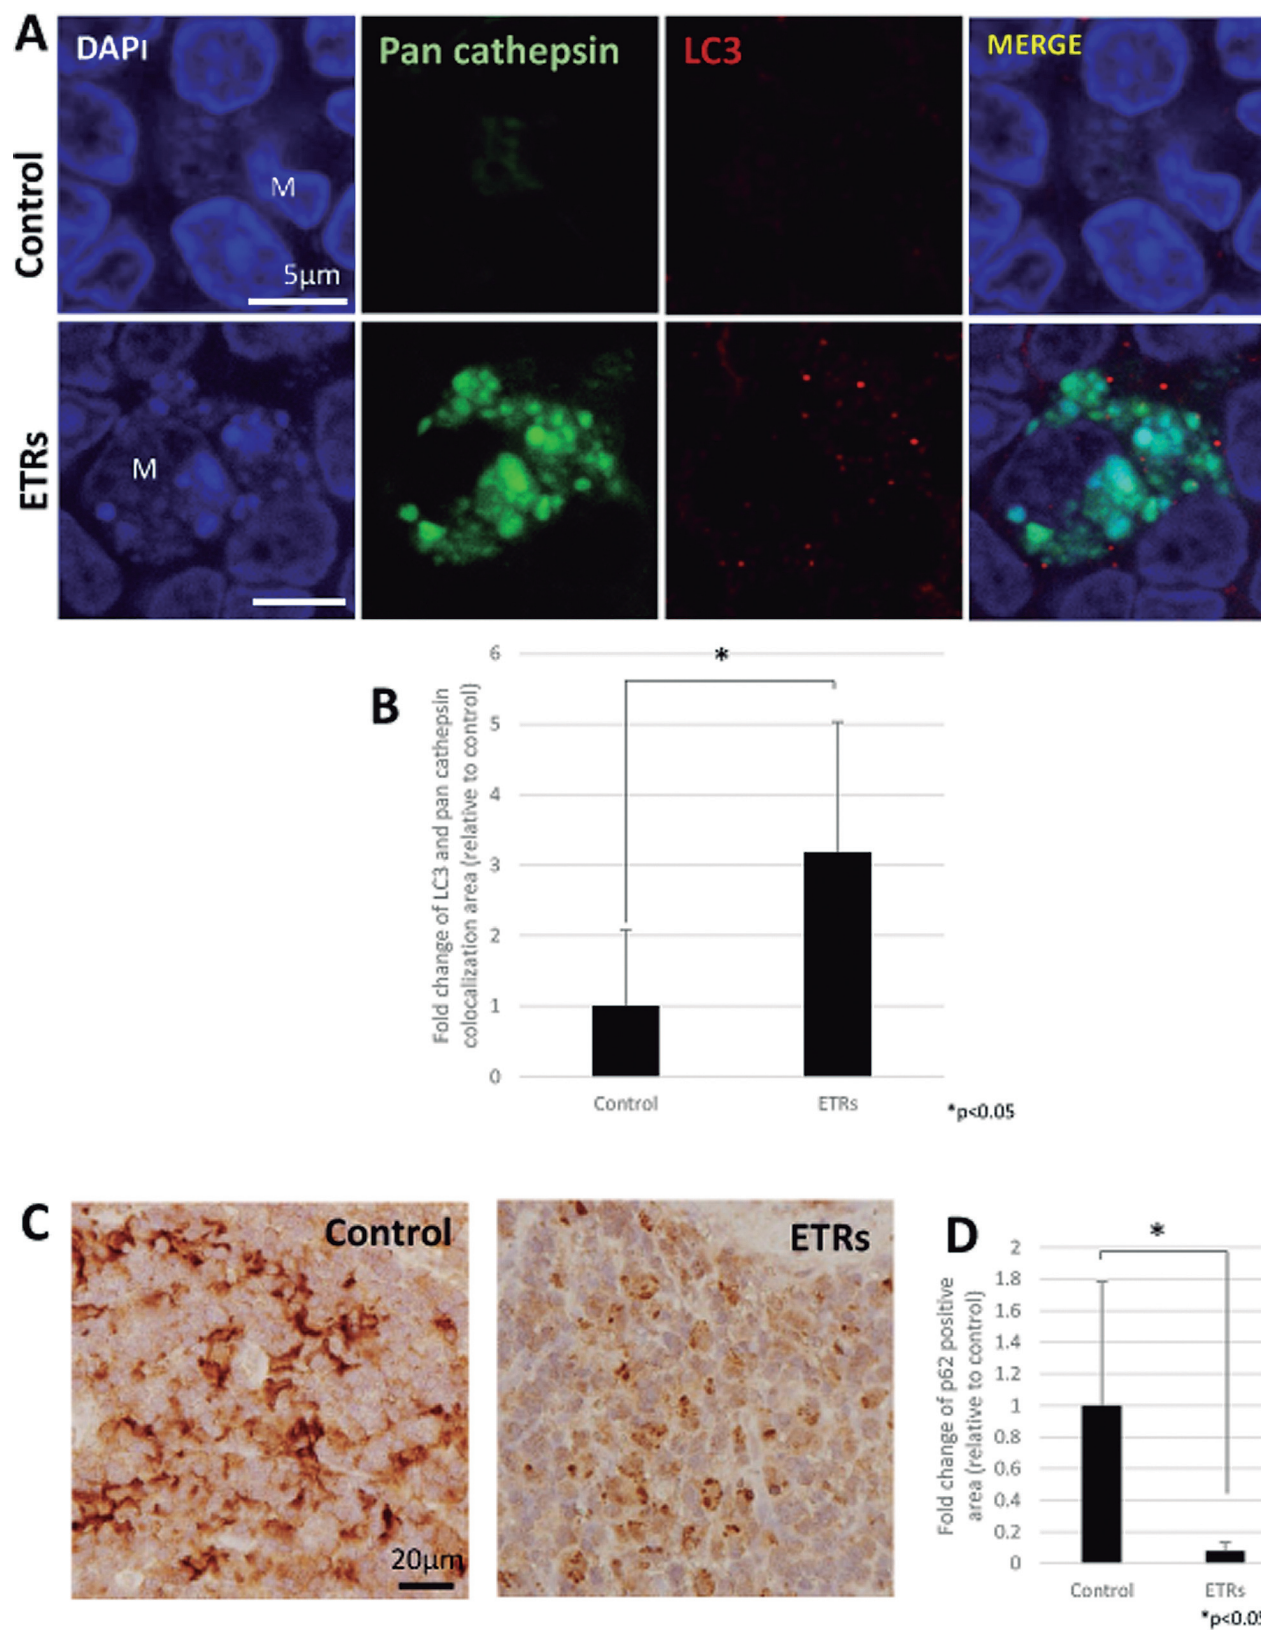 A
DAPI
Pan cathepsin
LC3
MERGE
Control
M
5μm
ETRs
M
B
Fold change of LC3 and pan cathepsin
colocalization area (relative to control)
6
5
4
3
2
1
0
*
Control
ETRs
*p<0.05
C
Control
20μm
ETRs
D
Fold change of p62 positive
area (relative to control)
2
1.8
1.6
1.4
1.2
1
0.8
0.6
0.4
0.2
0
*
Control
ETRs
*p<0.05